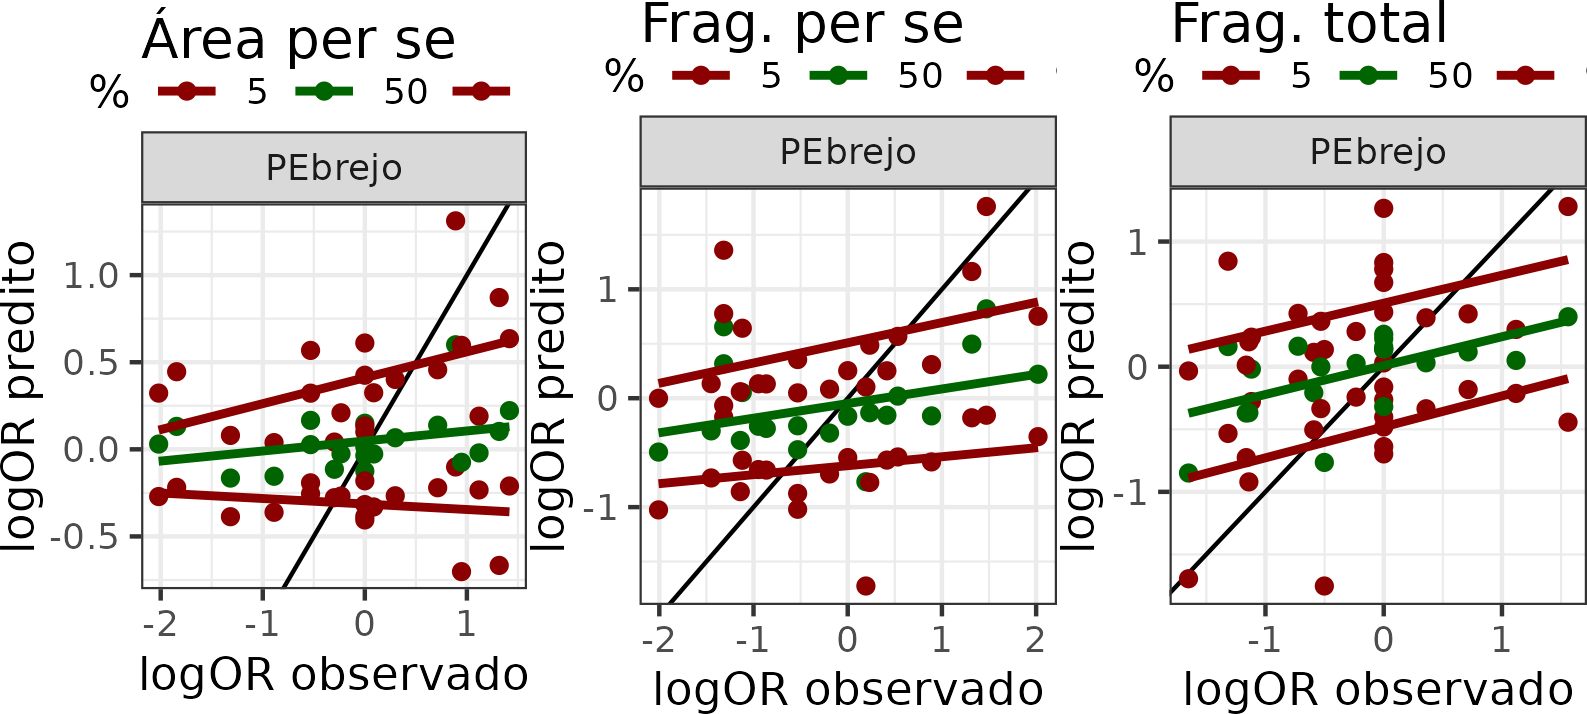 Área per se
% 5 50
PEbrejo
logOR predito
1.0
0.5
0.0
-0.5
-2 -1 0 1
logOR observado
Frag. per se
% 5 50
PEbrejo
logOR predito
1
0
-1
-2 -1 0 1 2
logOR observado
Frag. total
% 5 50
PEbrejo
logOR predito
1
0
-1
-1 0 1
logOR observado